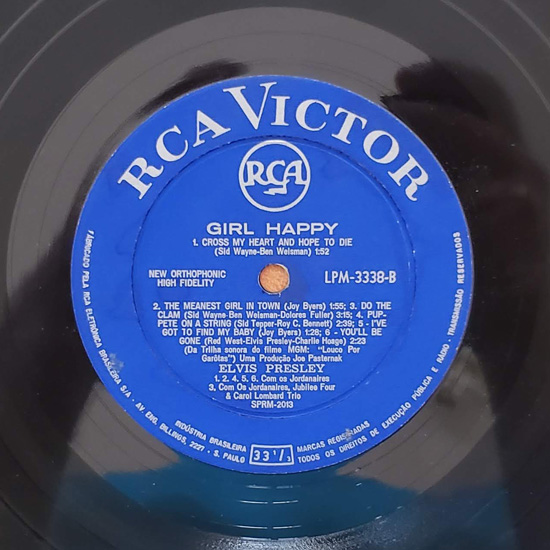 RCA VICTOR
RCA
GIRL HAPPY
1. CROSS MY HEART AND HOPE TO DIE
(Sid Wayne-Ben Weisman) 1:52
NEW ORTHOPHONIC
HIGH FIDELITY
LPM-3338-B
2. THE MEANEST GIRL IN TOWN (Joy Byers) 1:55; 3. DO THE
CLAM (Sid Wayne-Ben Weisman-Dolores Fuller) 3:15; 4. PUP-
PETE ON A STRING (Sid Tepper-Roy C. Bennett) 2:39; 5 - I'VE
GOT TO FIND MY BABY (Joy Byers) 1:28; 6 - YOU'LL BE
GONE (Red West-Elvis Presley-Charlie Hoage) 2:23
(Da Trilha sonora do filme MGM: "Louco Por
Garôtas") Uma Produção Joe Pasternak
ELVIS PRESLEY
1. 2. 4. 5. 6. Com os Jordanaires
3. Com Os Jordanaires, Jubilee Four
& Carol Lombard Trio
SPRM-2013
FABRICADO PELA RCA ELETRÔNICA BRASILEIRA S/A - AV. ENG. BILLINGS, 2227 - S. PAULO
INDÚSTRIA BRASILEIRA
33 1/3
MARCAS REGISTRADAS
TODOS OS DIREITOS DE EXECUÇÃO PÚBLICA E RÁDIO - TRANSMISSÃO RESERVADOS